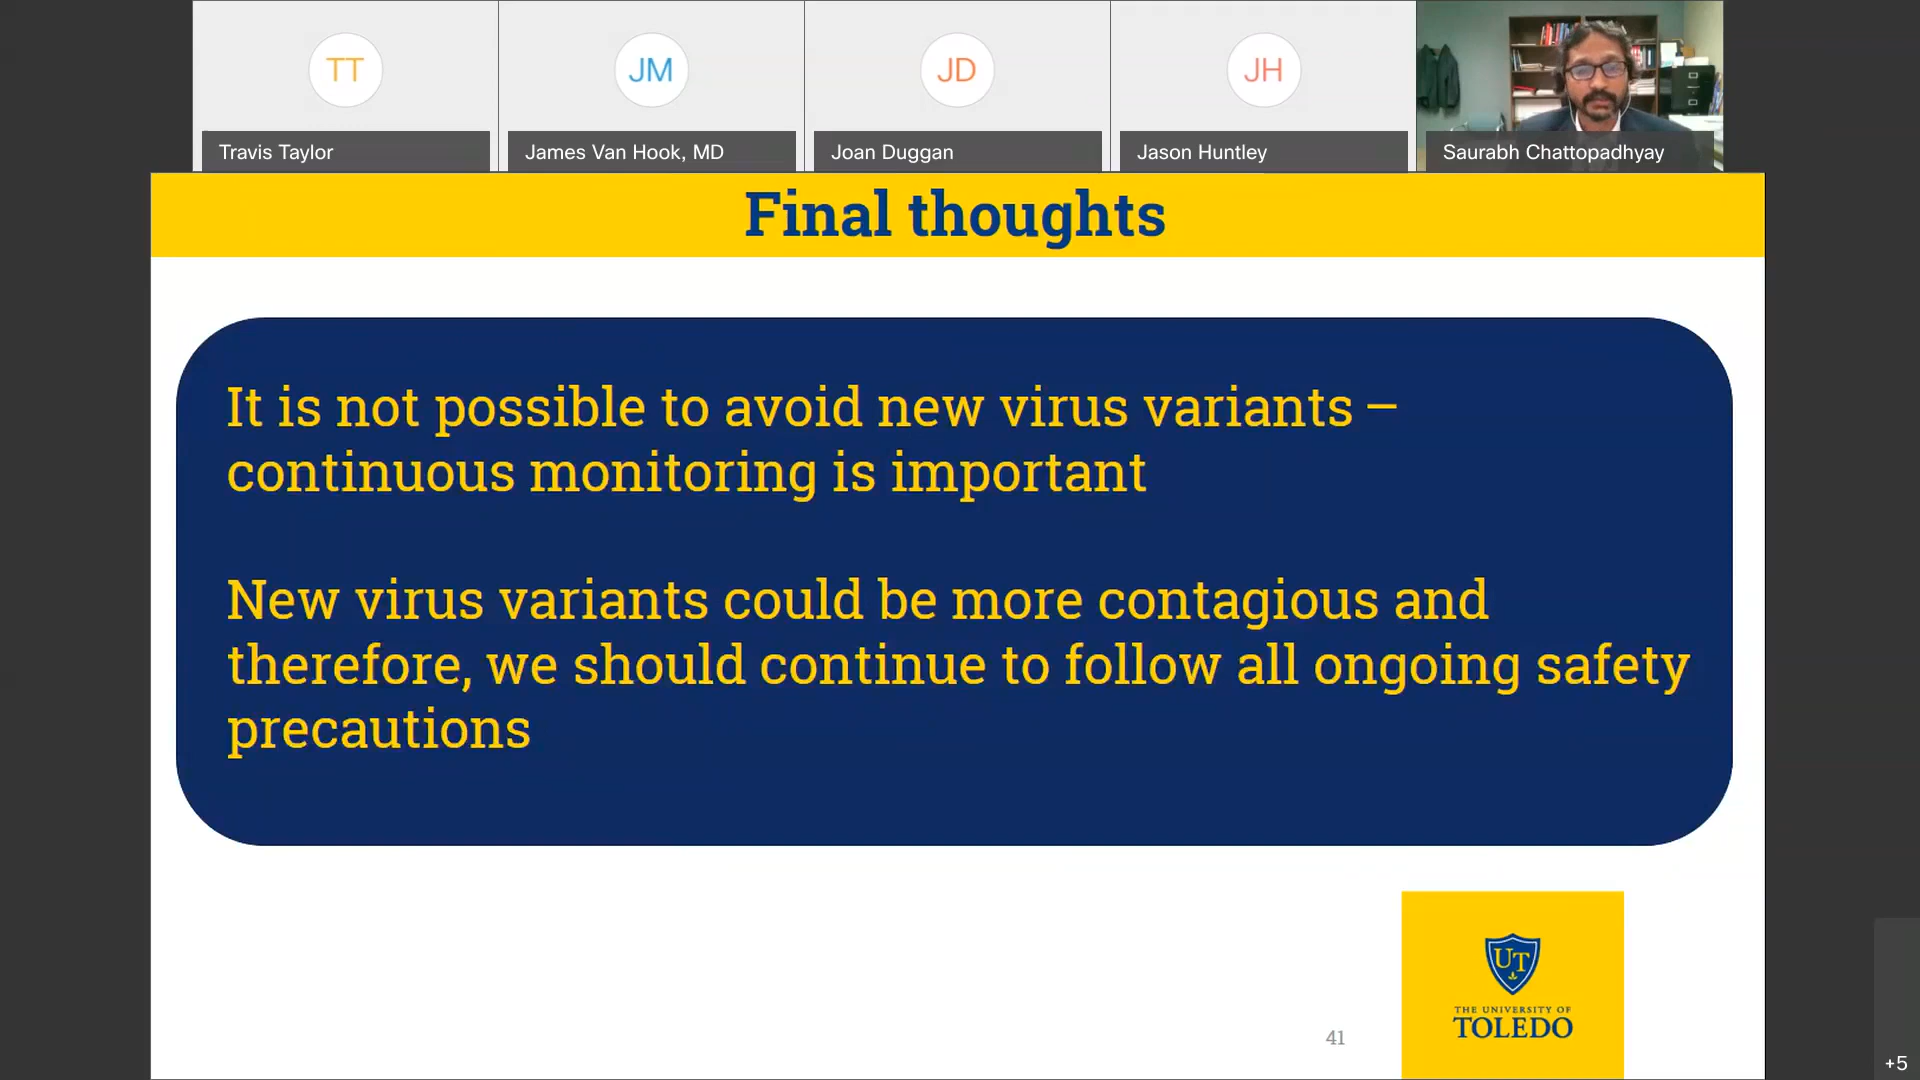 TT
JM
JD
JH
Travis Taylor
James Van Hook, MD
Joan Duggan
Jason Huntley
Saurabh Chattopadhyay
Final thoughts
It is not possible to avoid new virus variants –
continuous monitoring is important
New virus variants could be more contagious and
therefore, we should continue to follow all ongoing safety
precautions
UT
THE UNIVERSITY OF
TOLEDO
41
+5